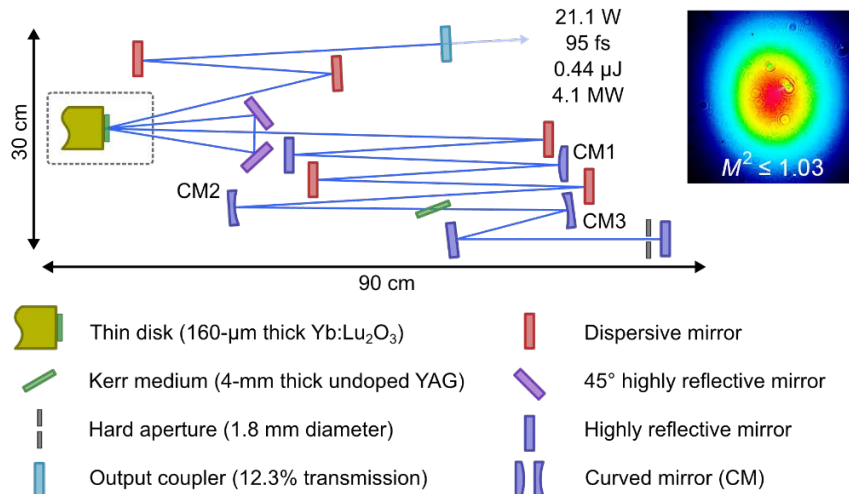 21.1 W
95 fs
0.44 µJ
4.1 MW
30 cm
CM1
CM2
CM3
M² ≤ 1.03
90 cm
Thin disk (160-µm thick Yb:Lu₂O₃)
Dispersive mirror
Kerr medium (4-mm thick undoped YAG)
45° highly reflective mirror
Hard aperture (1.8 mm diameter)
Highly reflective mirror
Output coupler (12.3% transmission)
Curved mirror (CM)